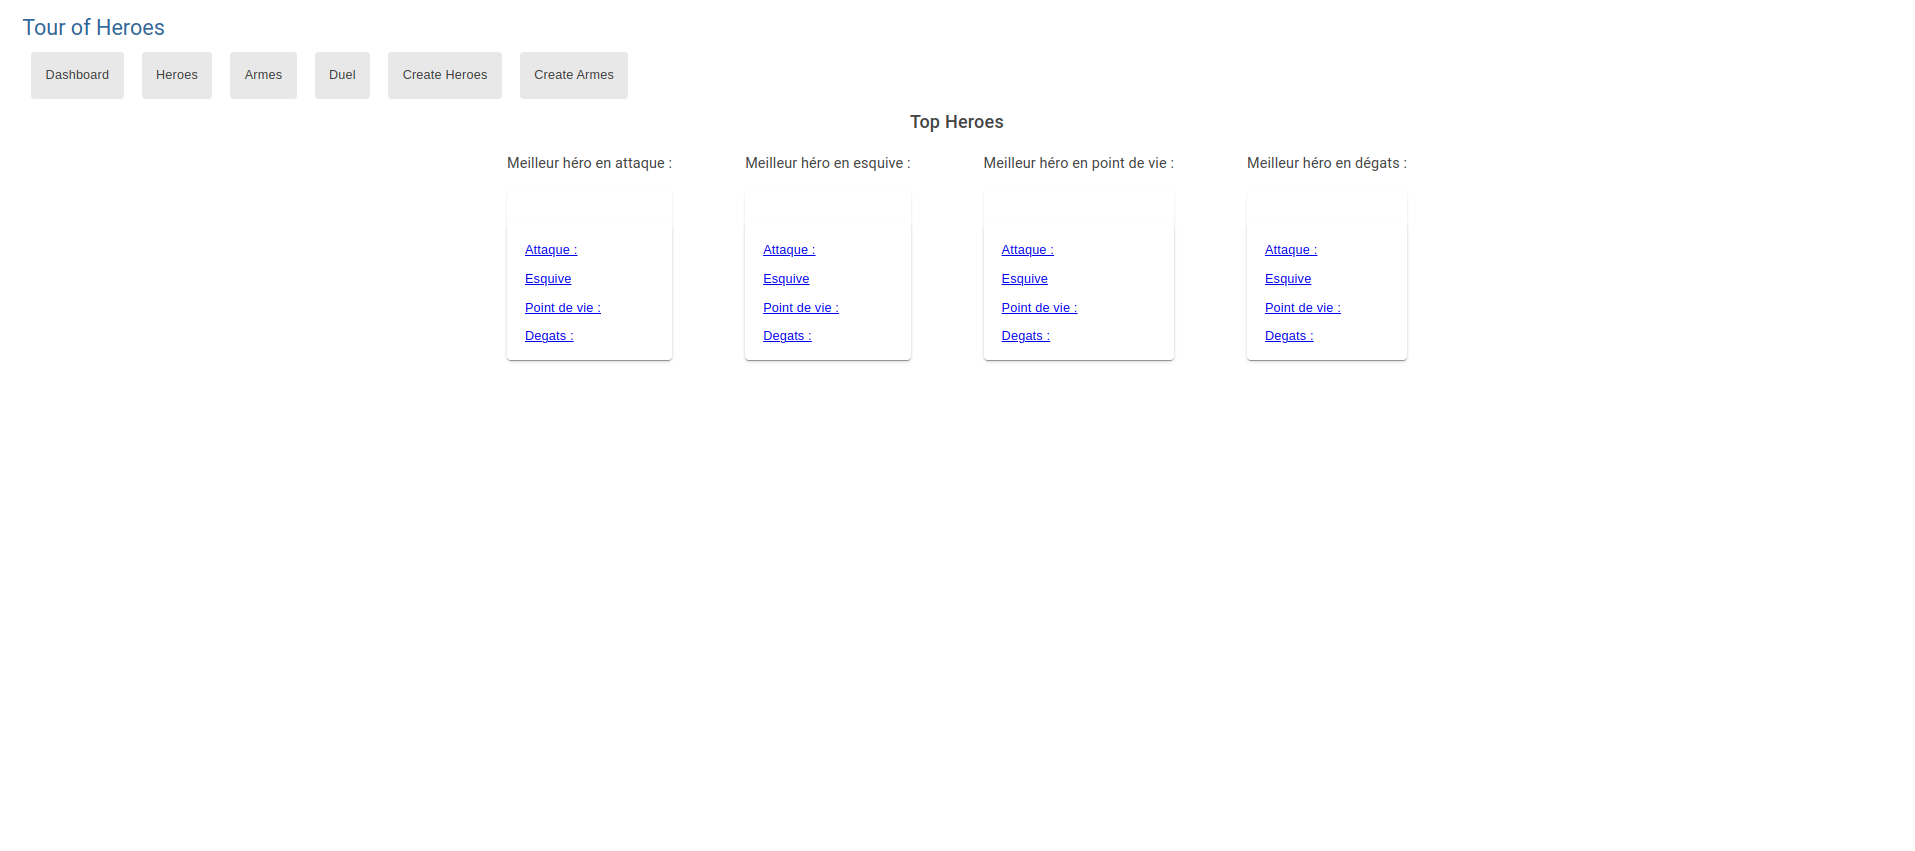 Tour of Heroes
Dashboard Heroes Armes Duel Create Heroes Create Armes
Top Heroes
Meilleur héro en attaque : Meilleur héro en esquive : Meilleur héro en point de vie : Meilleur héro en dégats :
Attaque : Attaque : Attaque : Attaque :
Esquive Esquive Esquive Esquive
Point de vie : Point de vie : Point de vie : Point de vie :
Degats : Degats : Degats : Degats :